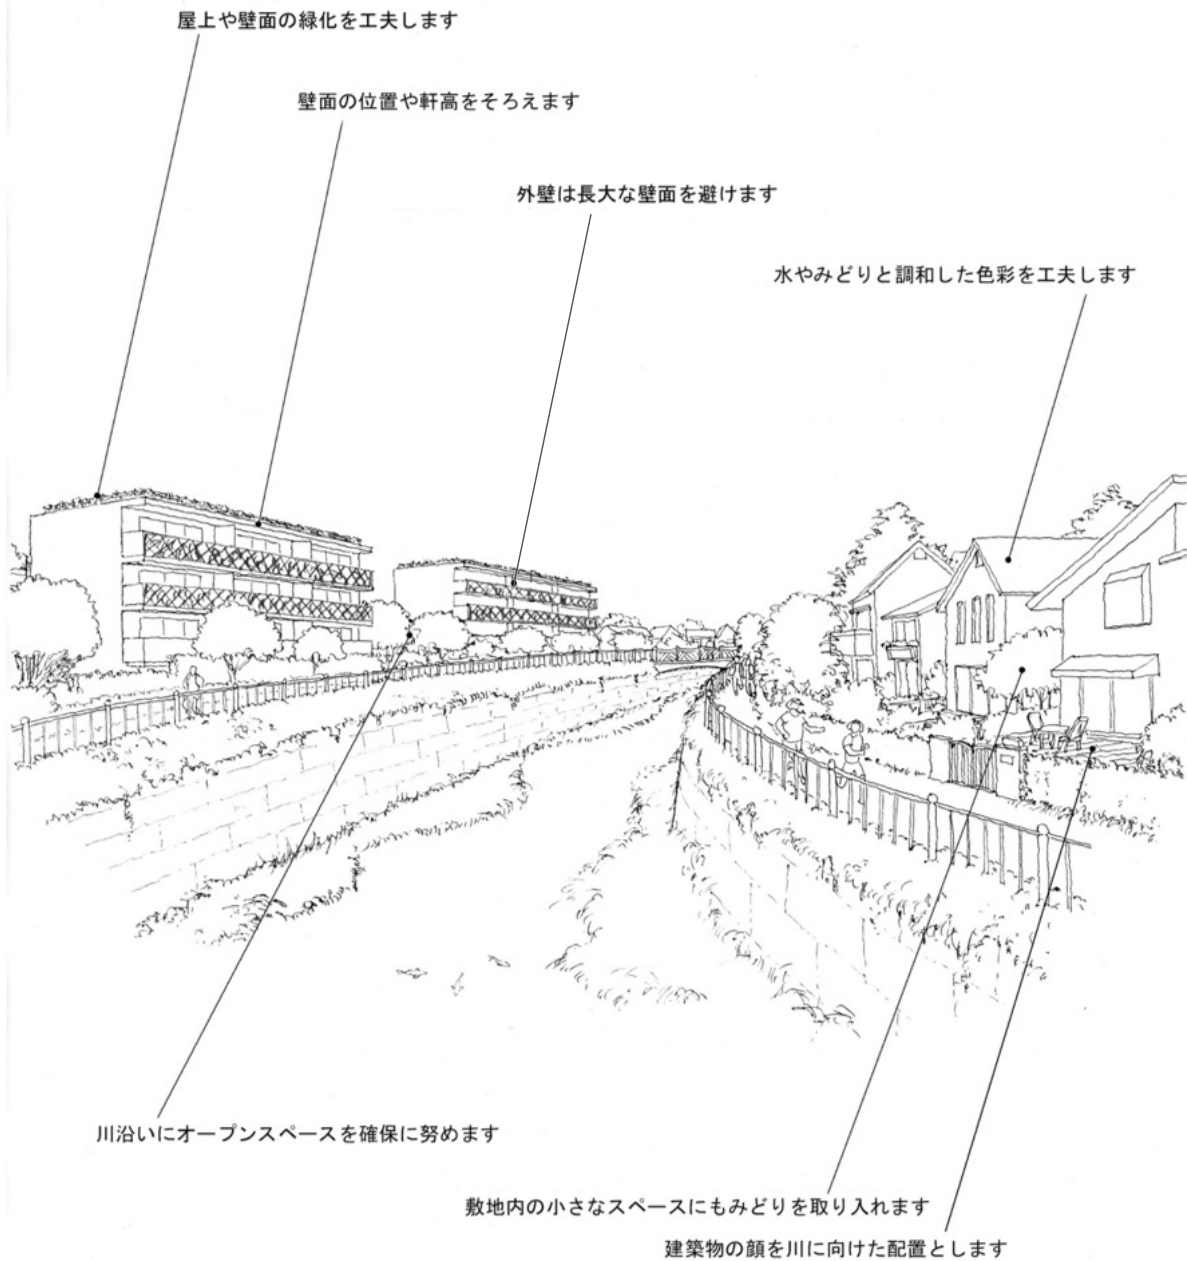 屋上や壁面の緑化を工夫します
壁面の位置や軒高をそろえます
外壁は長大な壁面を避けます
水やみどりと調和した色彩を工夫します
川沿いにオープンスペースを確保に努めます
敷地内の小さなスペースにもみどりを取り入れます
建築物の顔を川に向けた配置とします